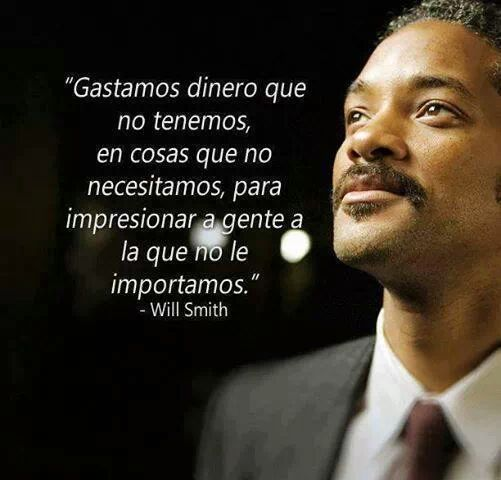 “Gastamos dinero que
no tenemos,
en cosas que no
necesitamos, para
impresionar a gente a
la que no le
importamos.”
- Will Smith